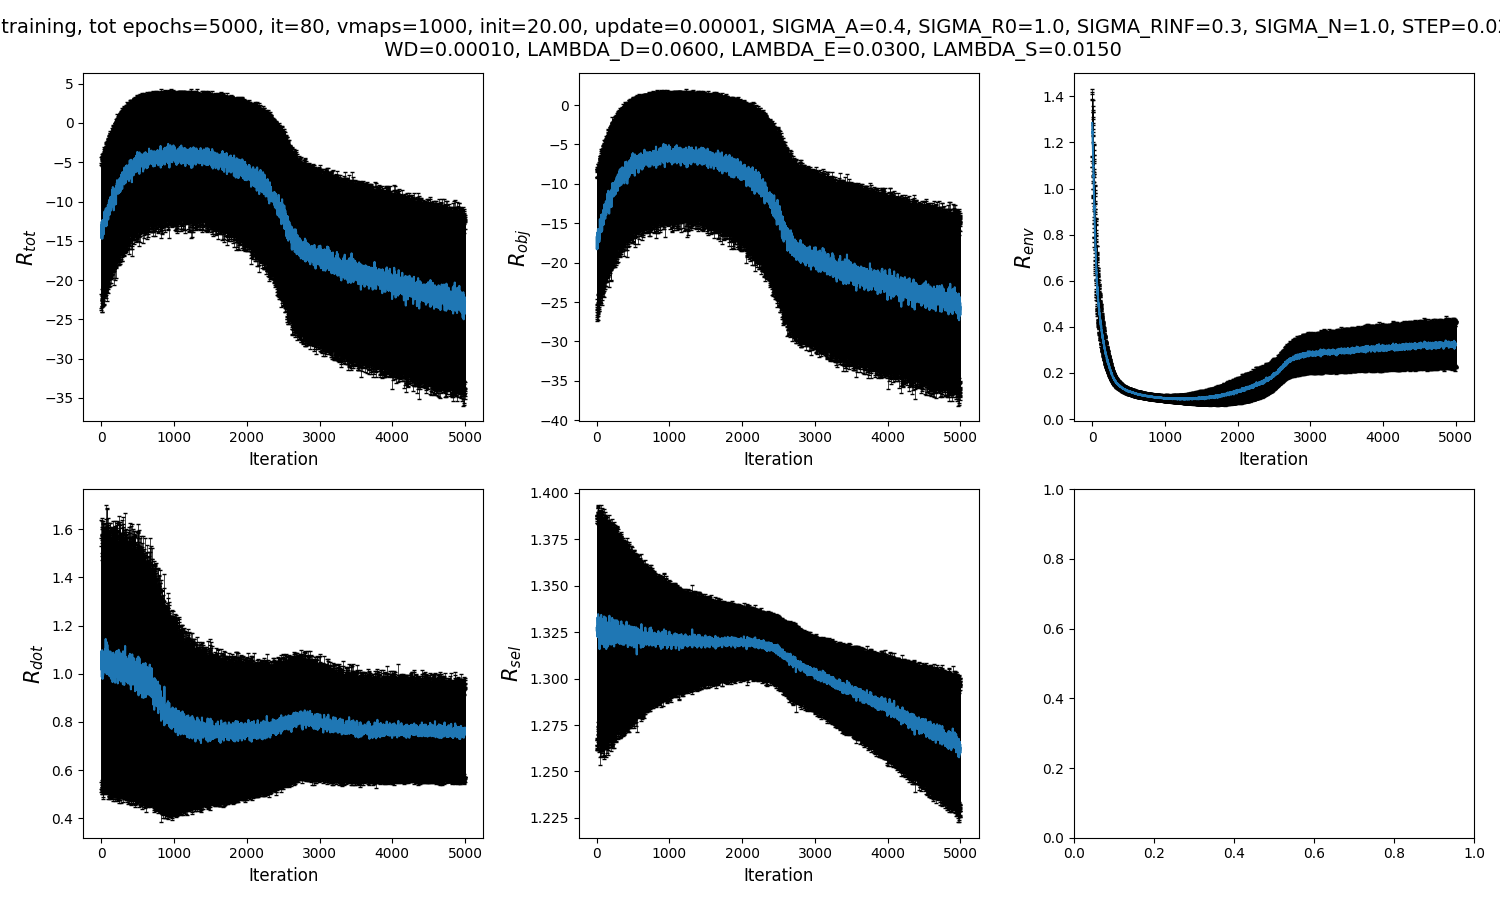 training, tot epochs=5000, it=80, vmaps=1000, init=20.00, update=0.00001, SIGMA_A=0.4, SIGMA_R0=1.0, SIGMA_RINF=0.3, SIGMA_N=1.0,
WD=0.00010, LAMBDA_D=0.0600, LAMBDA_E=0.0300, LAMBDA_S=0.0150
R_tot
5
0
−5
−10
−15
−20
−25
−30
−35
0 1000 2000 3000 4000 5000
Iteration
R_obj
0
−5
−10
−15
−20
−25
−30
−35
−40
0 1000 2000 3000 4000 5000
Iteration
R_env
1.4
1.2
1.0
0.8
0.6
0.4
0.2
0.0
0 1000 2000 3000 4000 5000
Iteration
R_dot
1.6
1.4
1.2
1.0
0.8
0.6
0.4
0 1000 2000 3000 4000 5000
Iteration
R_sel
1.400
1.375
1.350
1.325
1.300
1.275
1.250
1.225
0 1000 2000 3000 4000 5000
Iteration
1.0
0.8
0.6
0.4
0.2
0.0
0.0 0.2 0.4 0.6 0.8 1.0